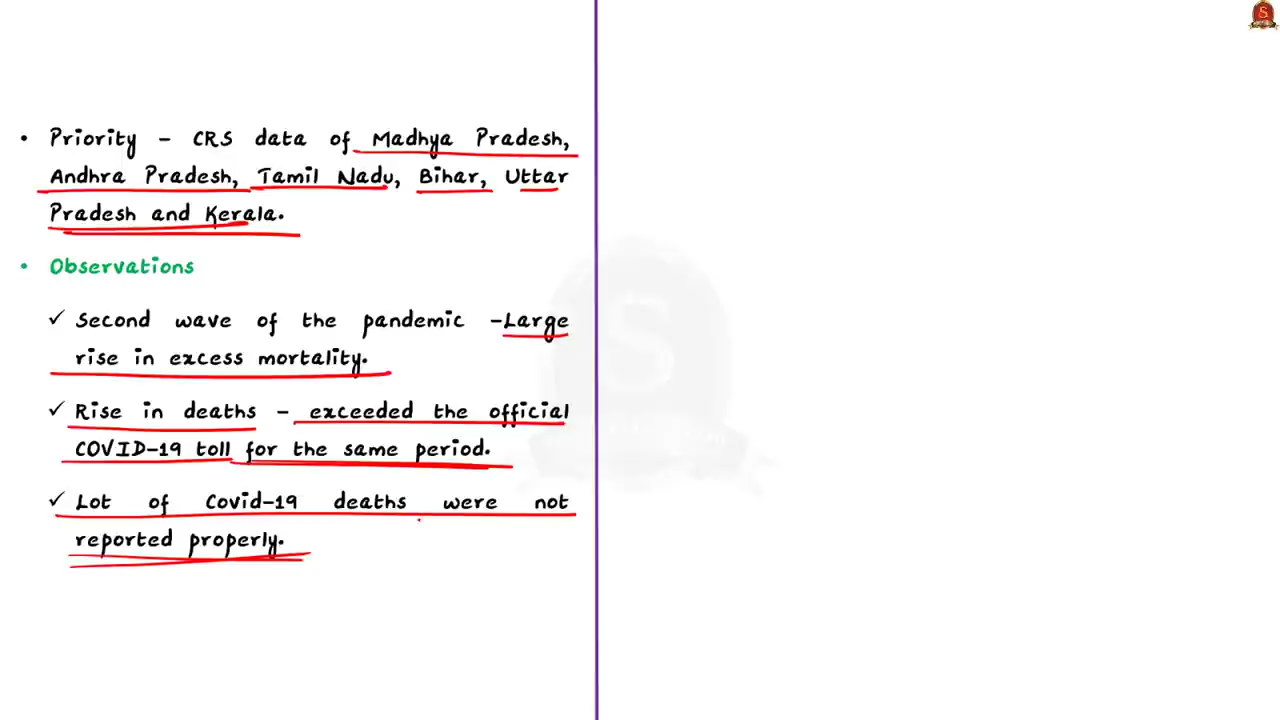 • Priority - CRS data of Madhya Pradesh,
Andhra Pradesh, Tamil Nadu, Bihar, Uttar
Pradesh and Kerala.
• Observations
✓ Second wave of the pandemic -Large
rise in excess mortality.
✓ Rise in deaths - exceeded the official
COVID-19 toll for the same period.
✓ Lot of Covid-19 deaths were not
reported properly.
S
S